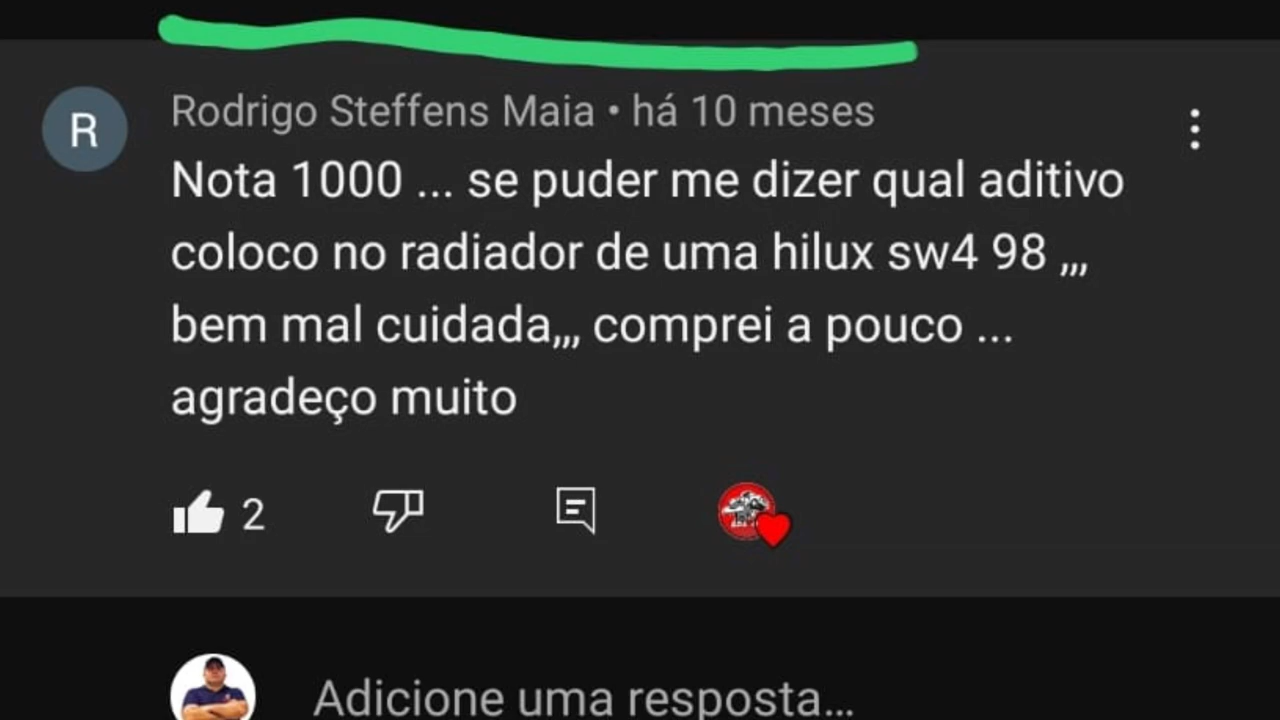 R
Rodrigo Steffens Maia • há 10 meses
Nota 1000 ... se puder me dizer qual aditivo
coloco no radiador de uma hilux sw4 98 ,,,
bem mal cuidada,,, comprei a pouco ...
agradeço muito
2
Adicione uma resposta...